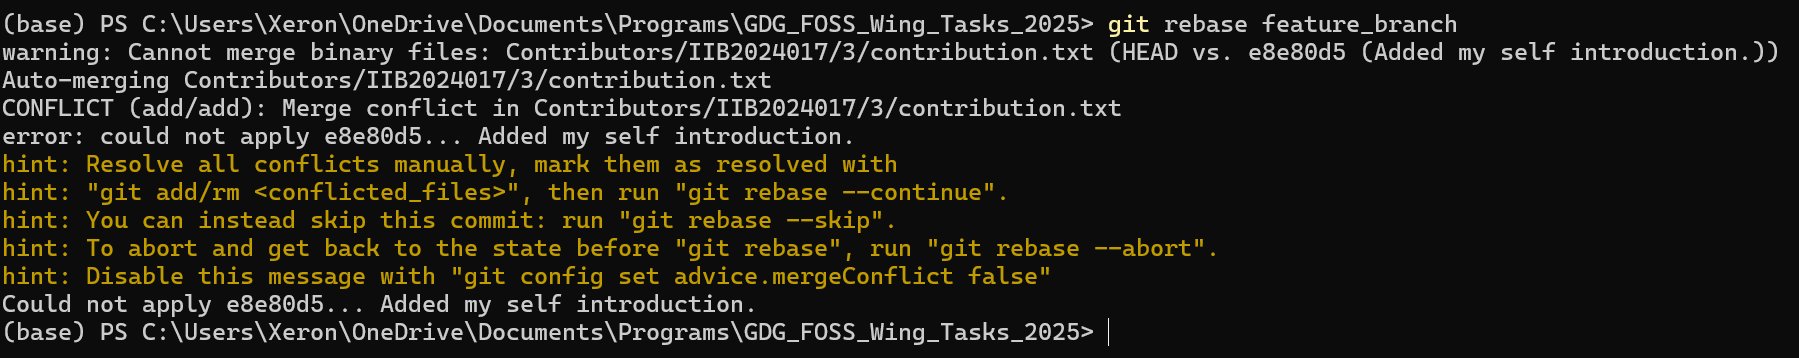 (base) PS C:\Users\Xeron\OneDrive\Documents\Programs\GDG_FOSS_Wing_Tasks_2025> git rebase feature_branch
warning: Cannot merge binary files: Contributors/IIB2024017/3/contribution.txt (HEAD vs. e8e80d5 (Added my self introduction.))
Auto-merging Contributors/IIB2024017/3/contribution.txt
CONFLICT (add/add): Merge conflict in Contributors/IIB2024017/3/contribution.txt
error: could not apply e8e80d5... Added my self introduction.
hint: Resolve all conflicts manually, mark them as resolved with
hint: "git add/rm <conflicted_files>", then run "git rebase --continue".
hint: You can instead skip this commit: run "git rebase --skip".
hint: To abort and get back to the state before "git rebase", run "git rebase --abort".
hint: Disable this message with "git config set advice.mergeConflict false"
Could not apply e8e80d5... Added my self introduction.
(base) PS C:\Users\Xeron\OneDrive\Documents\Programs\GDG_FOSS_Wing_Tasks_2025>